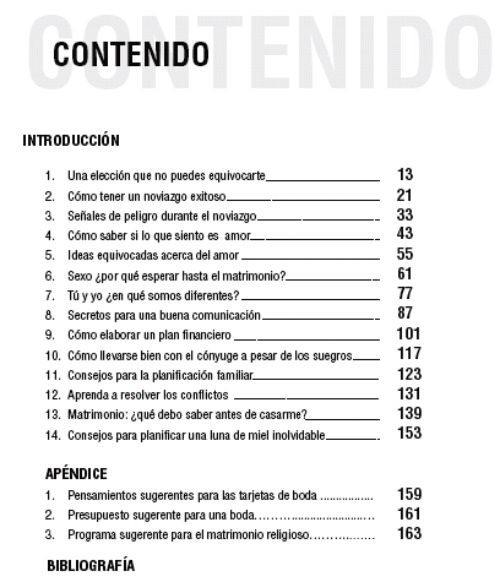 CONTENIDO
CONTENIDO
INTRODUCCIÓN
1. Una elección que no puedes equivocarte 13
2. Cómo tener un noviazgo exitoso 21
3. Señales de peligro durante el noviazgo 33
4. Cómo saber si lo que siento es amor 43
5. Ideas equivocadas acerca del amor 55
6. Sexo ¿por qué esperar hasta el matrimonio? 61
7. Tú y yo ¿en qué somos diferentes? 77
8. Secretos para una buena comunicación 87
9. Cómo elaborar un plan financiero 101
10. Cómo llevarse bien con el cónyuge a pesar de los suegros 117
11. Consejos para la planificación familiar 123
12. Aprenda a resolver los conflictos 131
13. Matrimonio: ¿qué debo saber antes de casarme? 139
14. Consejos para planificar una luna de miel inolvidable 153
APÉNDICE
1. Pensamientos sugerentes para las tarjetas de boda ................. 159
2. Presupuesto sugerente para una boda.................................. 161
3. Programa sugerente para el matrimonio religioso.................. 163
BIBLIOGRAFÍA